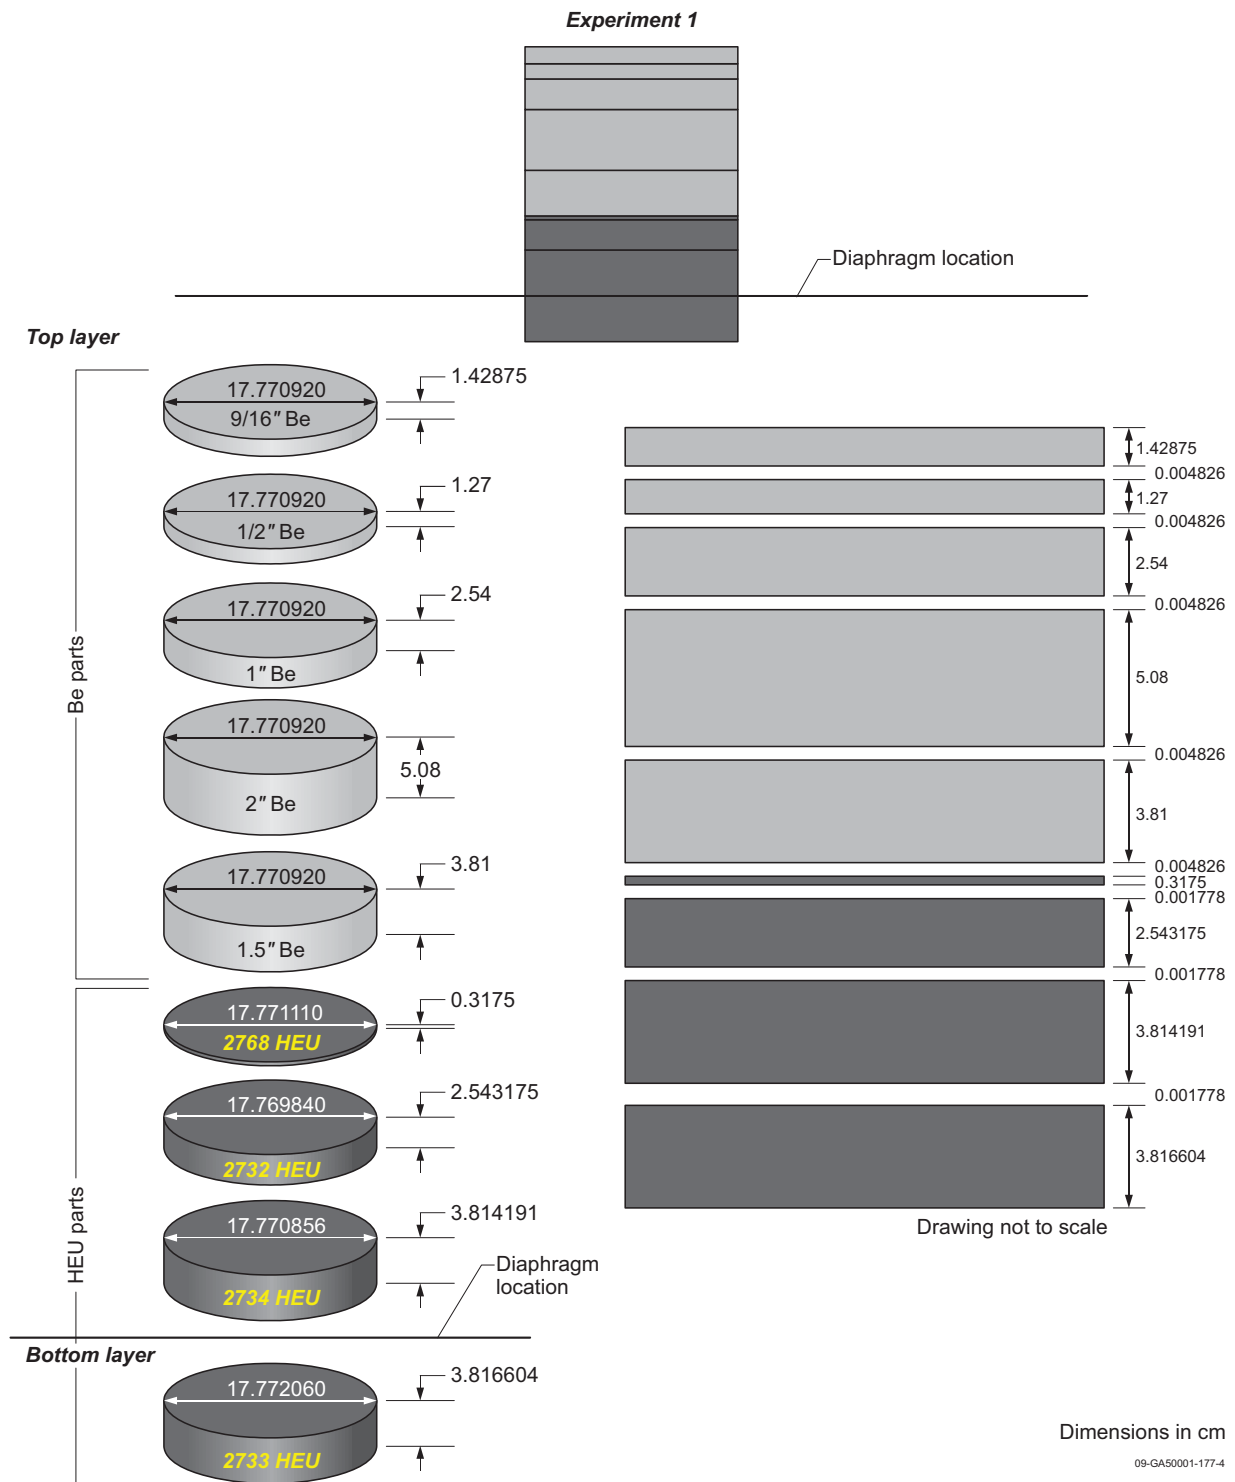 Experiment 1
Diaphragm location
Top layer
Be parts
17.770920
9/16″ Be
1.42875
17.770920
1/2″ Be
1.27
17.770920
1″ Be
2.54
17.770920
2″ Be
5.08
17.770920
1.5″ Be
3.81
HEU parts
17.771110
2768 HEU
0.3175
17.769840
2732 HEU
2.543175
17.770856
2734 HEU
3.814191
Diaphragm
location
Bottom layer
17.772060
2733 HEU
3.816604
1.42875
0.004826
1.27
0.004826
2.54
0.004826
5.08
0.004826
3.81
0.004826
0.3175
0.001778
2.543175
0.001778
3.814191
0.001778
3.816604
Drawing not to scale
Dimensions in cm
09-GA50001-177-4